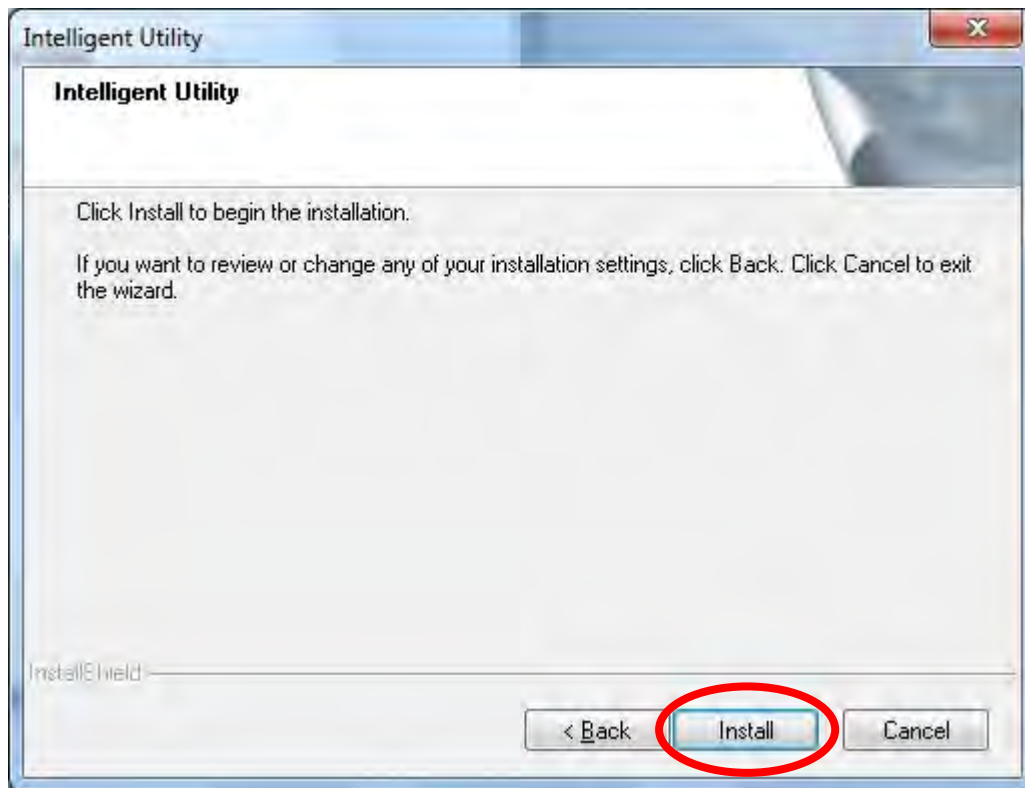 Intelligent Utility
Intelligent Utility
Click Install to begin the installation.
If you want to review or change any of your installation settings, click Back. Click Cancel to exit
the wizard.
InstallShield
< Back
Install
Cancel